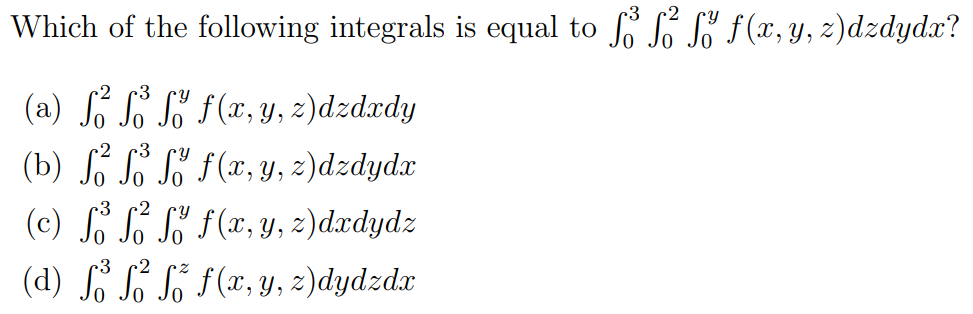 Which of the following integrals is equal to ∫₀³ ∫₀² ∫₀ʸ f(x, y, z)dzdydx?
(a) ∫₀² ∫₀³ ∫₀ʸ f(x, y, z)dzdxdy
(b) ∫₀² ∫₀³ ∫₀ʸ f(x, y, z)dzdydx
(c) ∫₀³ ∫₀² ∫₀ʸ f(x, y, z)dxdydz
(d) ∫₀³ ∫₀² ∫₀ᶻ f(x, y, z)dydzdx